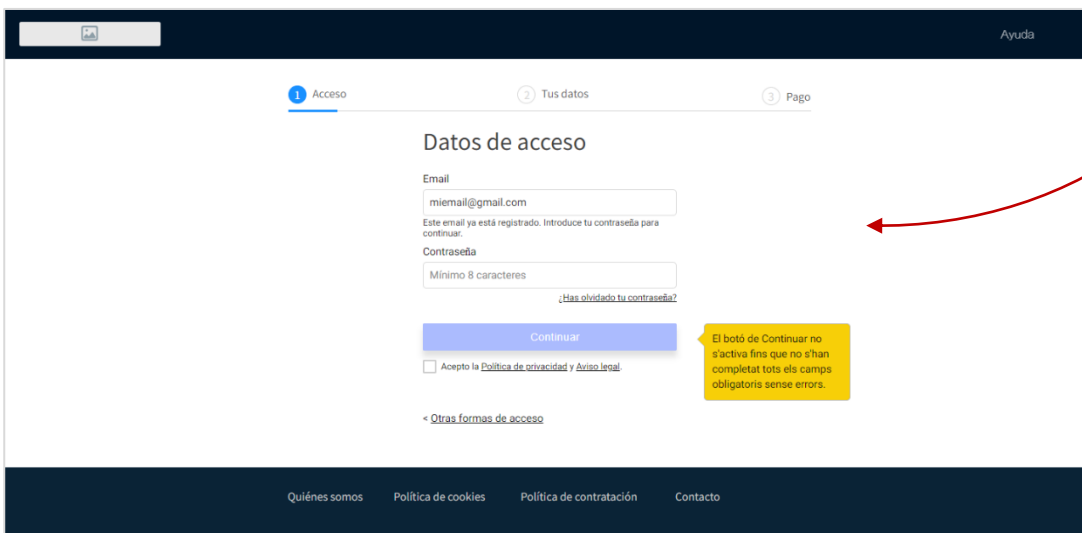 Ayuda
1 Acceso
2 Tus datos
3 Pago
Datos de acceso
Email
miemail@gmail.com
Este email ya está registrado. Introduce tu contraseña para
continuar.
Contraseña
Mínimo 8 caracteres
¿Has olvidado tu contraseña?
Continuar
El botó de Continuar no
s'activa fins que no s'han
completat tots els camps
obligatoris sense errors.
Acepto la Política de privacidad y Aviso legal.
< Otras formas de acceso
Quiénes somos
Política de cookies
Política de contratación
Contacto